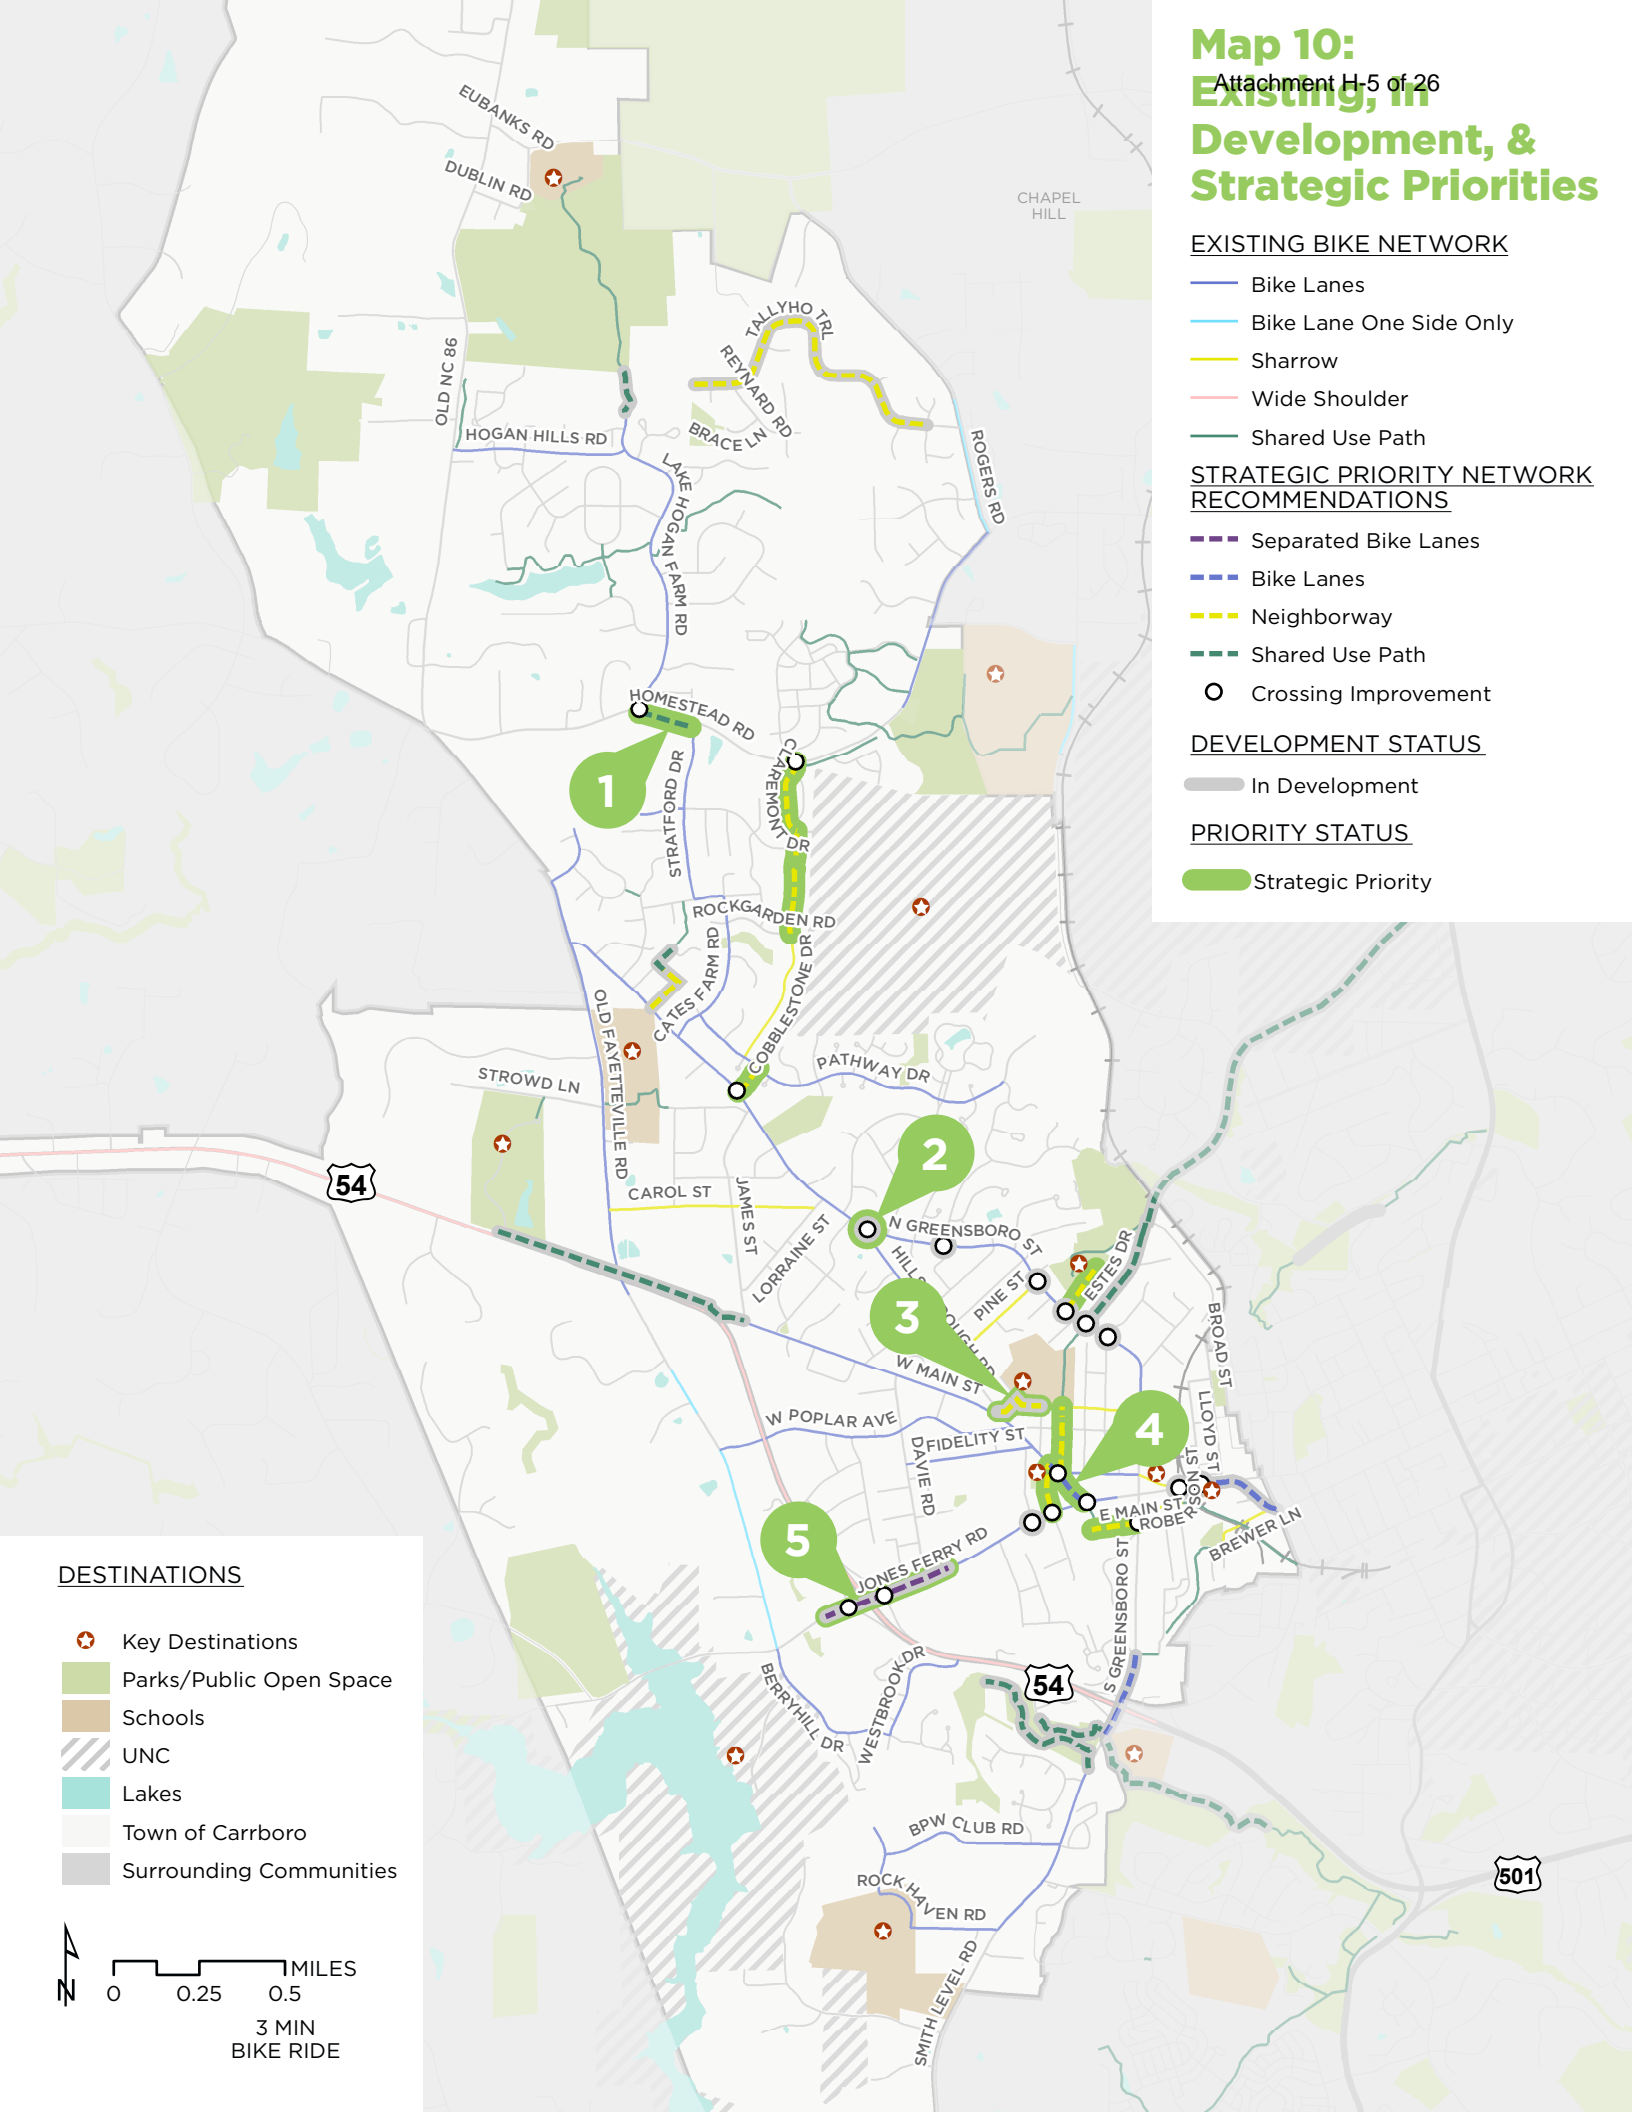 Map 10:
Existing, In
Attachment H-5 of 26
Development, &
Strategic Priorities
EXISTING BIKE NETWORK
Bike Lanes
Bike Lane One Side Only
Sharrow
Wide Shoulder
Shared Use Path
STRATEGIC PRIORITY NETWORK
RECOMMENDATIONS
Separated Bike Lanes
Bike Lanes
Neighborway
Shared Use Path
Crossing Improvement
DEVELOPMENT STATUS
In Development
PRIORITY STATUS
Strategic Priority
EUBANKS RD
DUBLIN RD
CHAPEL
HILL
TALLYHO TRL
REYNARD RD
OLD NC 86
BRACE LN
HOGAN HILLS RD
ROGERS RD
LAKE HOGAN FARM RD
HOMESTEAD RD
1
CLAREMONT DR
STRATFORD DR
ROCKGARDEN RD
CATES FARM RD
COBBLESTONE DR
OLD FAYETTEVILLE RD
PATHWAY DR
STROWD LN
2
54
CAROL ST
JAMES ST
LORRAINE ST
N GREENSBORO ST
ESTES DR
PINE ST
3
BROAD ST
W MAIN ST
LLOYD ST
W POPLAR AVE
4
FIDELITY ST
DAVIE RD
E MAIN ST
BREWER LN
5
JONES FERRY RD
S GREENSBORO ST
54
BERRYHILL DR
WESTBROOK DR
BPW CLUB RD
ROCK HAVEN RD
SMITH LEVEL RD
501
DESTINATIONS
Key Destinations
Parks/Public Open Space
Schools
UNC
Lakes
Town of Carrboro
Surrounding Communities
N
MILES
0
0.25
0.5
3 MIN
BIKE RIDE